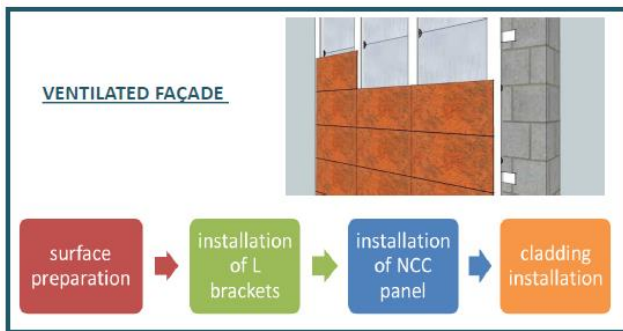 VENTILATED FAÇADE
surface
preparation
installation
of L
brackets
installation
of NCC
panel
cladding
installation